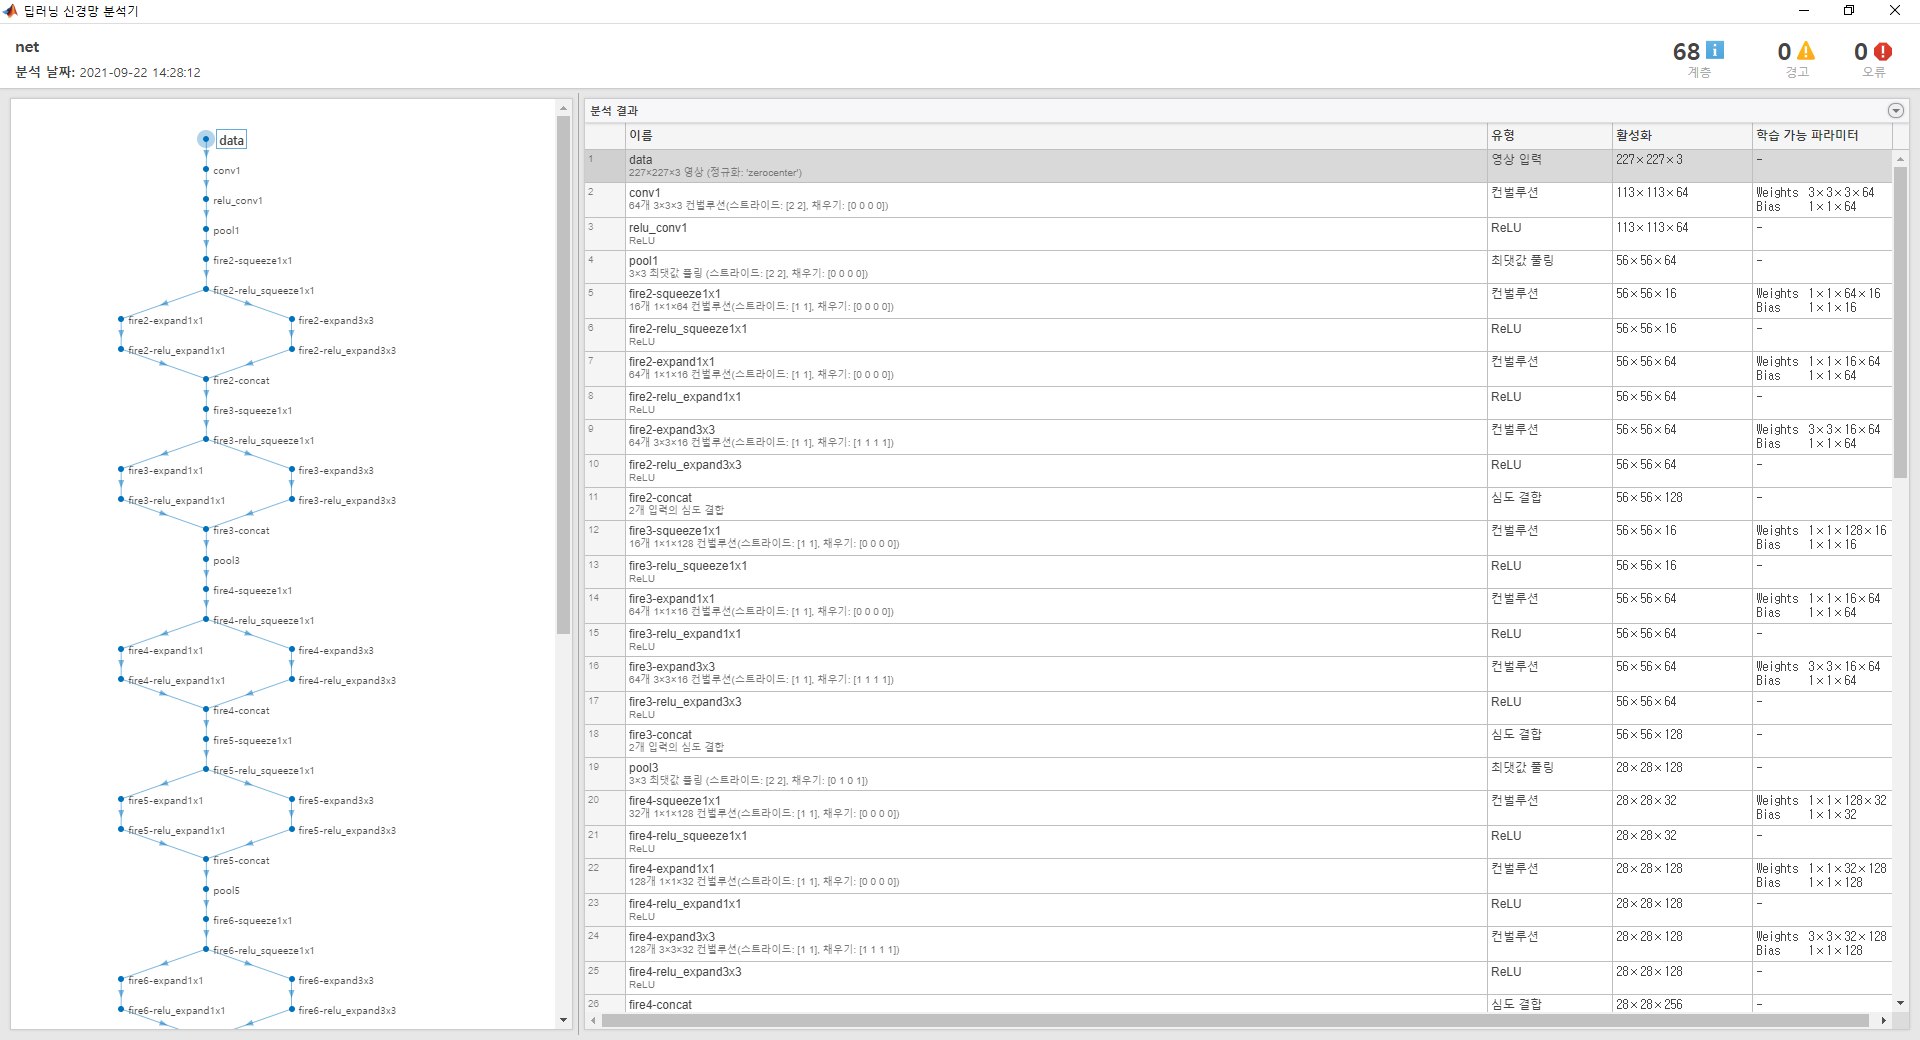 딥러닝 신경망 분석기
net
분석 날짜: 2021-09-22 14:28:12
68
계층
0
경고
0
오류
data
conv1
relu_conv1
pool1
fire2-squeeze1x1
fire2-relu_squeeze1x1
fire2-expand1x1
fire2-expand3x3
fire2-relu_expand1x1
fire2-relu_expand3x3
fire2-concat
fire3-squeeze1x1
fire3-relu_squeeze1x1
fire3-expand1x1
fire3-expand3x3
fire3-relu_expand1x1
fire3-relu_expand3x3
fire3-concat
pool3
fire4-squeeze1x1
fire4-relu_squeeze1x1
fire4-expand1x1
fire4-expand3x3
fire4-relu_expand1x1
fire4-relu_expand3x3
fire4-concat
fire5-squeeze1x1
fire5-relu_squeeze1x1
fire5-expand1x1
fire5-expand3x3
fire5-relu_expand1x1
fire5-relu_expand3x3
fire5-concat
pool5
fire6-squeeze1x1
fire6-relu_squeeze1x1
fire6-expand1x1
fire6-expand3x3
fire6-relu_expand1x1
fire6-relu_expand3x3
분석 결과
이름 유형 활성화 학습 가능 파라미터
1 data 영상 입력 227×227×3 -
227×227×3 영상 (정규화: 'zerocenter')
2 conv1 컨벌루션 113×113×64 Weights 3×3×3×64
64개 3×3×3 컨벌루션(스트라이드: [2 2], 채우기: [0 0 0 0]) Bias 1×1×64
3 relu_conv1 ReLU 113×113×64 -
ReLU
4 pool1 최댓값 풀링 56×56×64 -
3×3 최댓값 풀링 (스트라이드: [2 2], 채우기: [0 0 0 0])
5 fire2-squeeze1x1 컨벌루션 56×56×16 Weights 1×1×64×16
16개 1×1×64 컨벌루션(스트라이드: [1 1], 채우기: [0 0 0 0]) Bias 1×1×16
6 fire2-relu_squeeze1x1 ReLU 56×56×16 -
ReLU
7 fire2-expand1x1 컨벌루션 56×56×64 Weights 1×1×16×64
64개 1×1×16 컨벌루션(스트라이드: [1 1], 채우기: [0 0 0 0]) Bias 1×1×64
8 fire2-relu_expand1x1 ReLU 56×56×64 -
ReLU
9 fire2-expand3x3 컨벌루션 56×56×64 Weights 3×3×16×64
64개 3×3×16 컨벌루션(스트라이드: [1 1], 채우기: [1 1 1 1]) Bias 1×1×64
10 fire2-relu_expand3x3 ReLU 56×56×64 -
ReLU
11 fire2-concat 심도 결합 56×56×128 -
2개 입력의 심도 결합
12 fire3-squeeze1x1 컨벌루션 56×56×16 Weights 1×1×128×16
16개 1×1×128 컨벌루션(스트라이드: [1 1], 채우기: [0 0 0 0]) Bias 1×1×16
13 fire3-relu_squeeze1x1 ReLU 56×56×16 -
ReLU
14 fire3-expand1x1 컨벌루션 56×56×64 Weights 1×1×16×64
64개 1×1×16 컨벌루션(스트라이드: [1 1], 채우기: [0 0 0 0]) Bias 1×1×64
15 fire3-relu_expand1x1 ReLU 56×56×64 -
ReLU
16 fire3-expand3x3 컨벌루션 56×56×64 Weights 3×3×16×64
64개 3×3×16 컨벌루션(스트라이드: [1 1], 채우기: [1 1 1 1]) Bias 1×1×64
17 fire3-relu_expand3x3 ReLU 56×56×64 -
ReLU
18 fire3-concat 심도 결합 56×56×128 -
2개 입력의 심도 결합
19 pool3 최댓값 풀링 28×28×128 -
3×3 최댓값 풀링 (스트라이드: [2 2], 채우기: [0 1 0 1])
20 fire4-squeeze1x1 컨벌루션 28×28×32 Weights 1×1×128×32
32개 1×1×128 컨벌루션(스트라이드: [1 1], 채우기: [0 0 0 0]) Bias 1×1×32
21 fire4-relu_squeeze1x1 ReLU 28×28×32 -
ReLU
22 fire4-expand1x1 컨벌루션 28×28×128 Weights 1×1×32×128
128개 1×1×32 컨벌루션(스트라이드: [1 1], 채우기: [0 0 0 0]) Bias 1×1×128
23 fire4-relu_expand1x1 ReLU 28×28×128 -
ReLU
24 fire4-expand3x3 컨벌루션 28×28×128 Weights 3×3×32×128
128개 3×3×32 컨벌루션(스트라이드: [1 1], 채우기: [1 1 1 1]) Bias 1×1×128
25 fire4-relu_expand3x3 ReLU 28×28×128 -
ReLU
26 fire4-concat 심도 결합 28×28×256 -